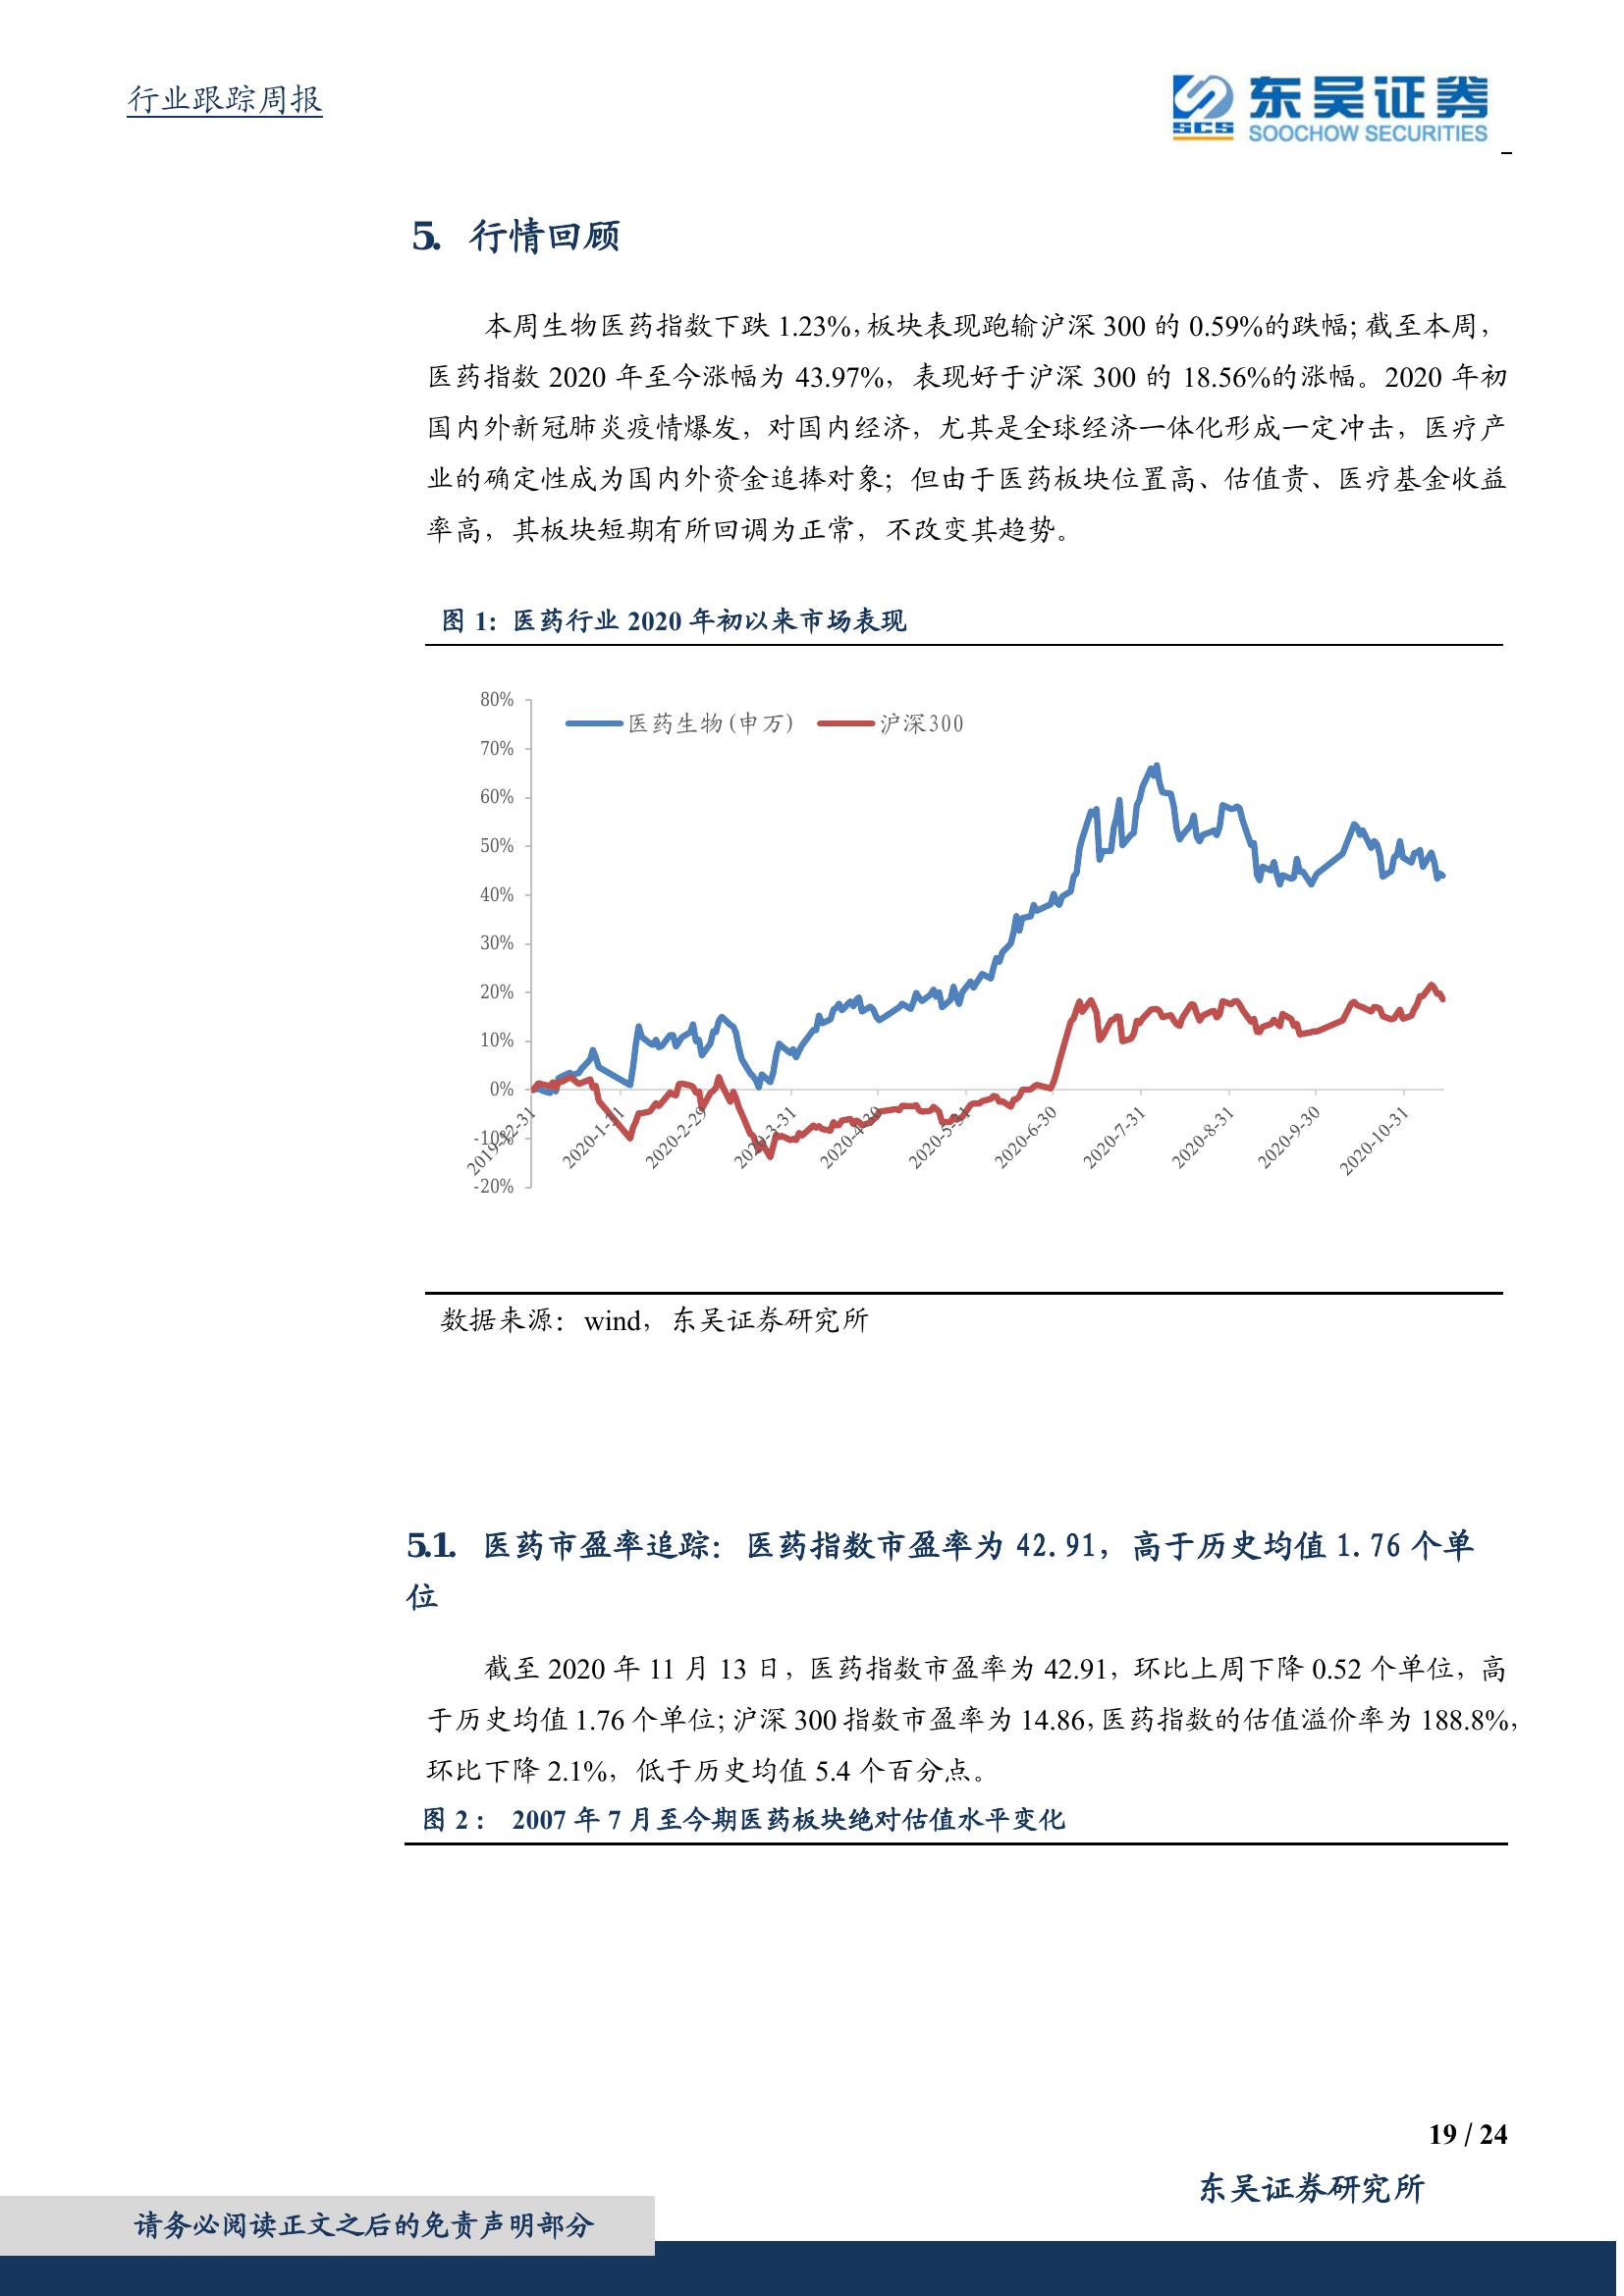 行业跟踪周报
SCS
东吴证券
SOOCHOW SECURITIES
5. 行情回顾
本周生物医药指数下跌 1.23%,板块表现跑输沪深 300 的 0.59%的跌幅;截至本周,
医药指数 2020 年至今涨幅为 43.97%，表现好于沪深 300 的 18.56%的涨幅。2020 年初
国内外新冠肺炎疫情爆发，对国内经济，尤其是全球经济一体化形成一定冲击，医疗产
业的确定性成为国内外资金追捧对象；但由于医药板块位置高、估值贵、医疗基金收益
率高，其板块短期有所回调为正常，不改变其趋势。
图 1：医药行业 2020 年初以来市场表现
80%
医药生物(申万) 沪深300
70%
60%
50%
40%
30%
20%
10%
0%
-10%
-20%
2019-12-31 2020-1-31 2020-2-29 2020-3-31 2020-4-30 2020-5-31 2020-6-30 2020-7-31 2020-8-31 2020-9-30 2020-10-31
数据来源：wind，东吴证券研究所
5.1. 医药市盈率追踪：医药指数市盈率为 42.91，高于历史均值 1.76 个单
位
截至 2020 年 11 月 13 日，医药指数市盈率为 42.91，环比上周下降 0.52 个单位，高
于历史均值 1.76 个单位;沪深 300 指数市盈率为 14.86,医药指数的估值溢价率为 188.8%,
环比下降 2.1%，低于历史均值 5.4 个百分点。
图 2： 2007 年 7 月至今期医药板块绝对估值水平变化
19 / 24
东吴证券研究所
请务必阅读正文之后的免责声明部分